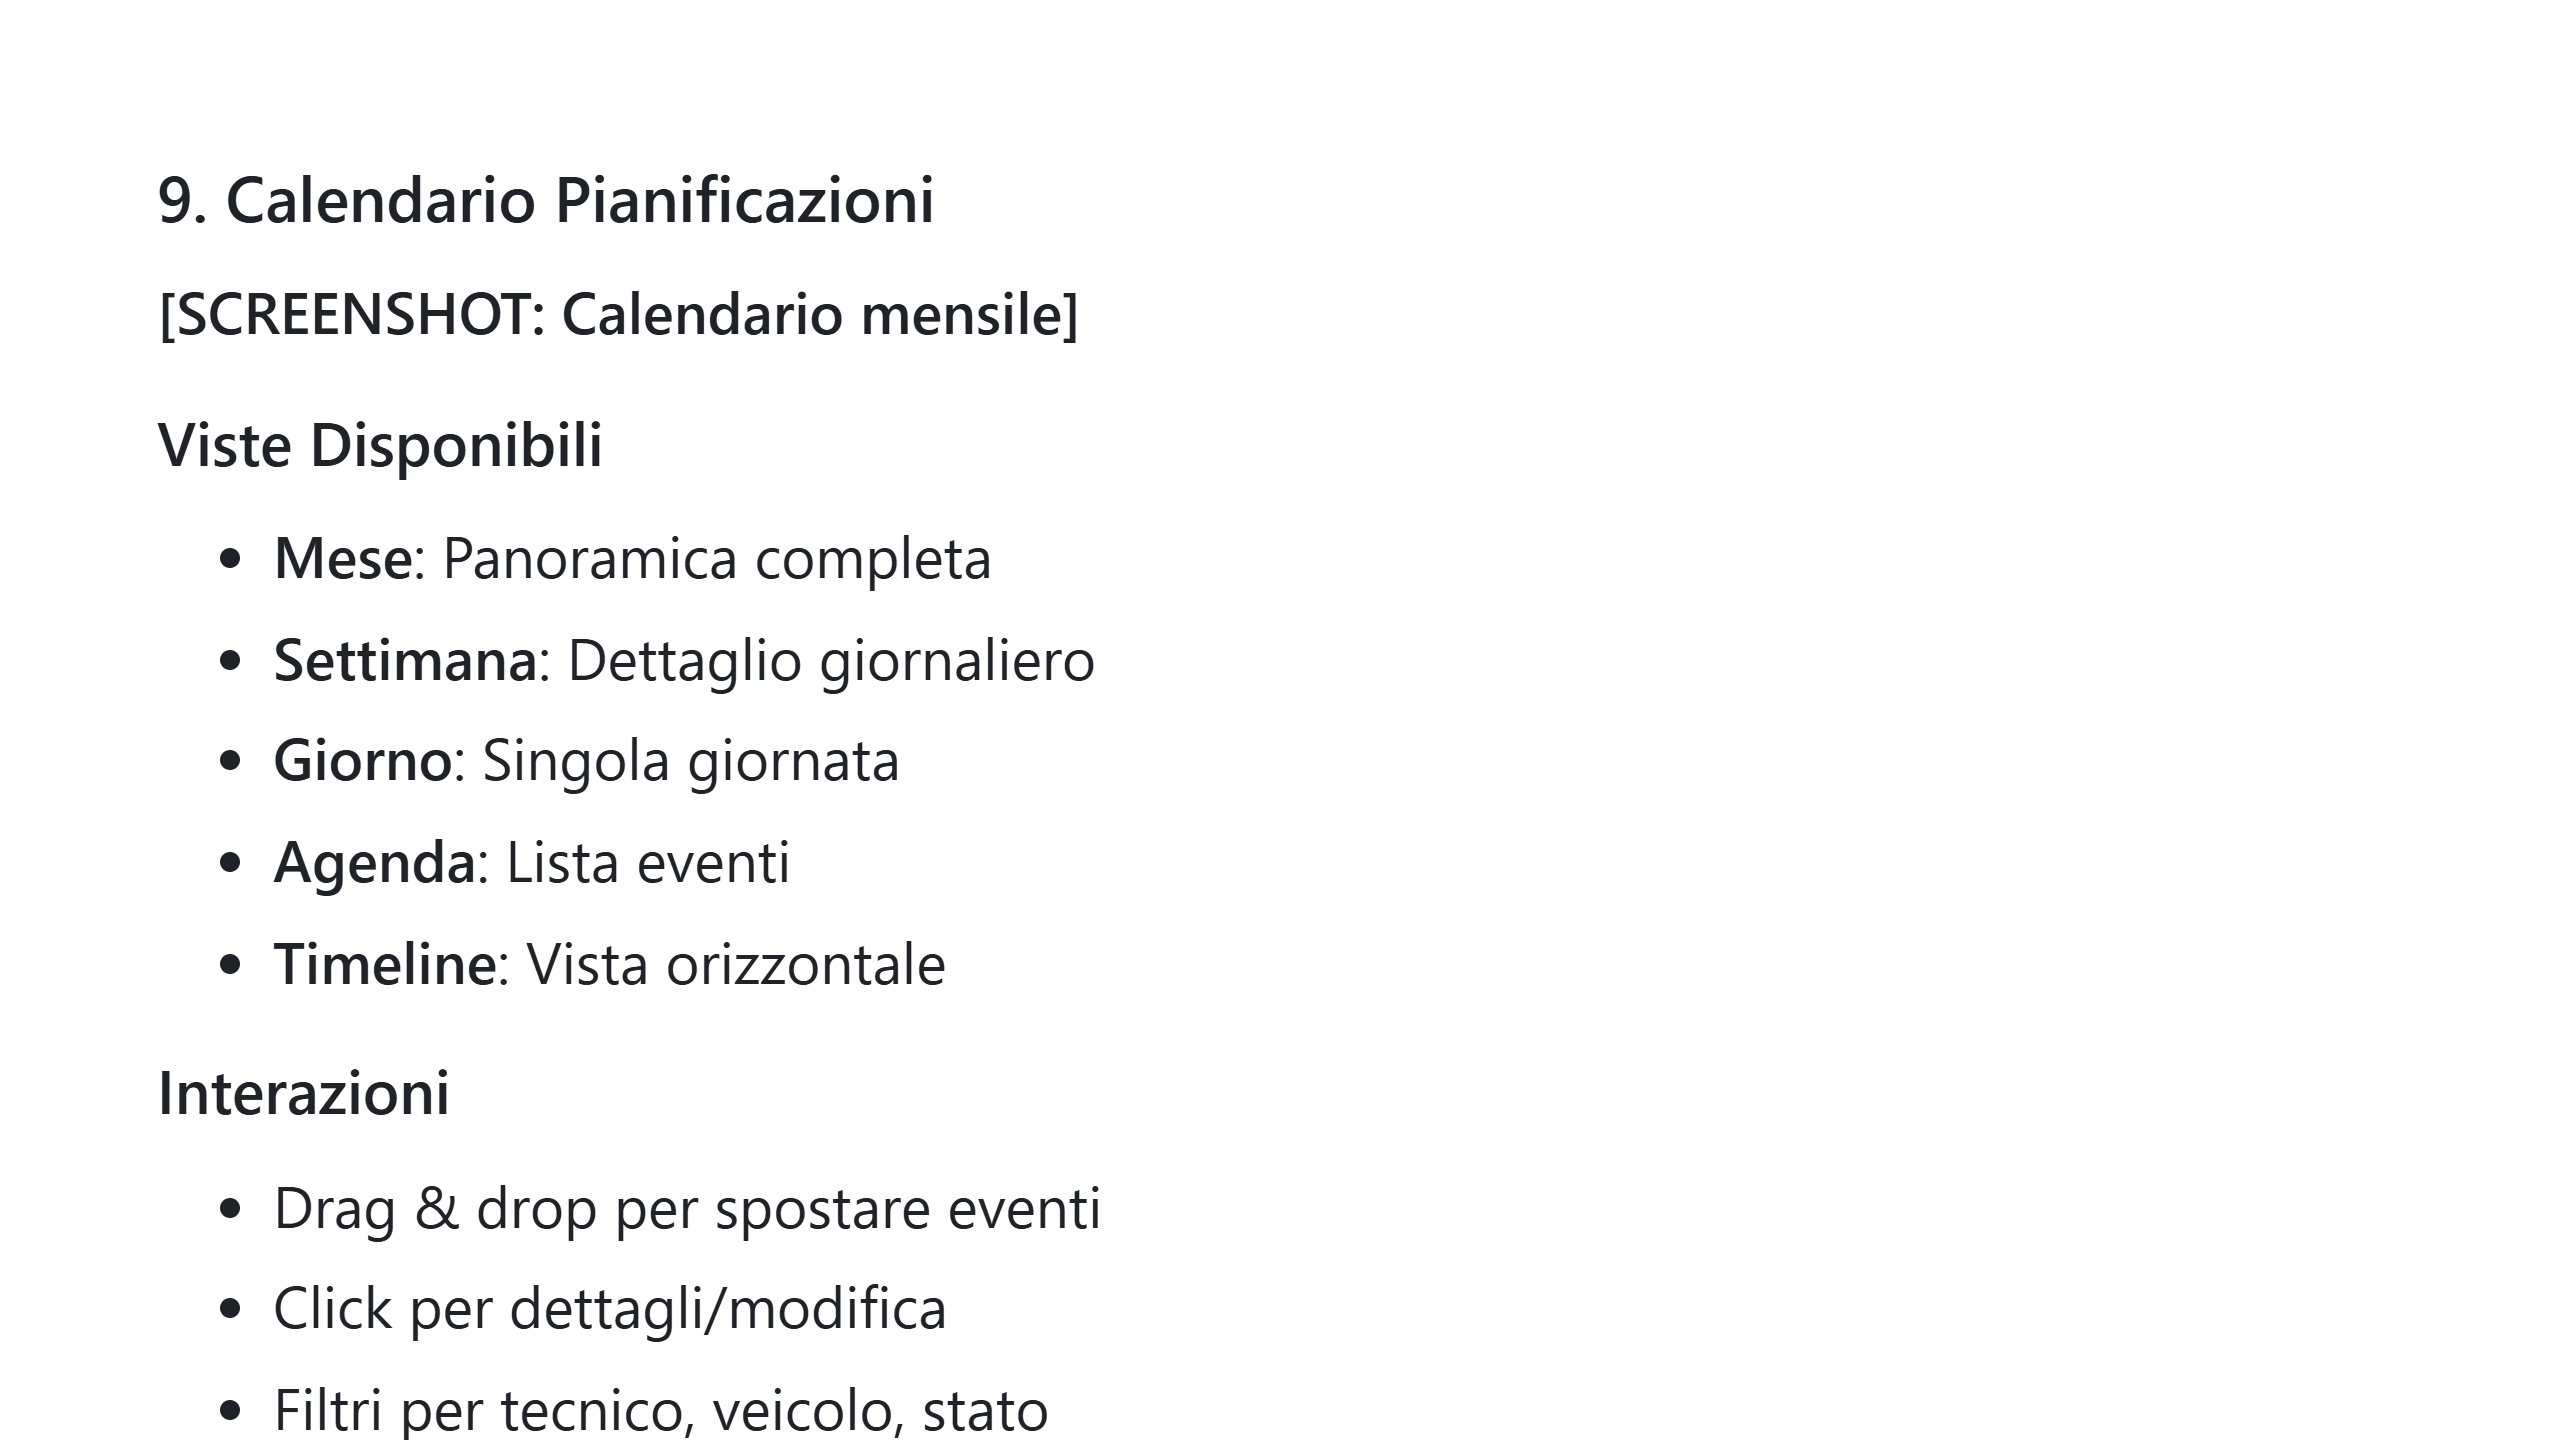 9. Calendario Pianificazioni
[SCREENSHOT: Calendario mensile]
Viste Disponibili
• Mese: Panoramica completa
• Settimana: Dettaglio giornaliero
• Giorno: Singola giornata
• Agenda: Lista eventi
• Timeline: Vista orizzontale
Interazioni
• Drag & drop per spostare eventi
• Click per dettagli/modifica
• Filtri per tecnico, veicolo, stato